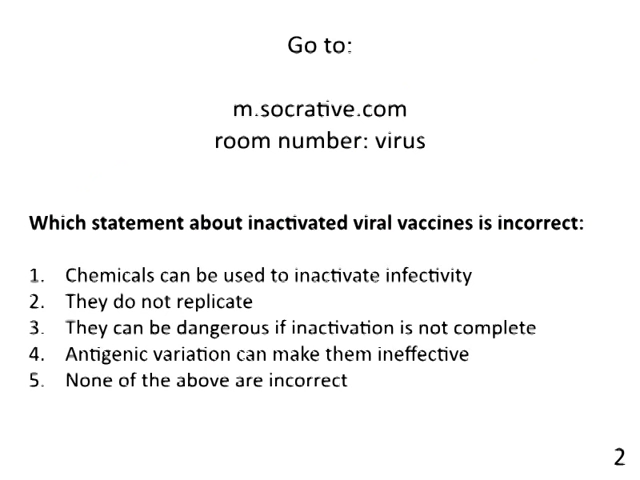 Go to:
m.socrative.com
room number: virus
Which statement about inactivated viral vaccines is incorrect:
1. Chemicals can be used to inactivate infectivity
2. They do not replicate
3. They can be dangerous if inactivation is not complete
4. Antigenic variation can make them ineffective
5. None of the above are incorrect
2